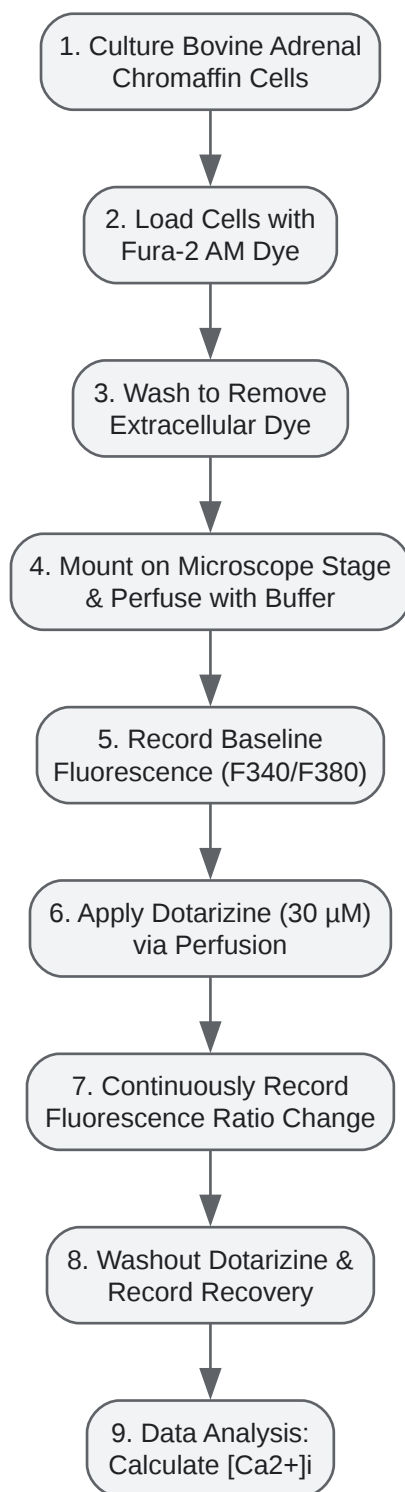 1. Culture Bovine Adrenal
Chromaffin Cells
2. Load Cells with
Fura-2 AM Dye
3. Wash to Remove
Extracellular Dye
4. Mount on Microscope Stage
& Perfuse with Buffer
5. Record Baseline
Fluorescence (F340/F380)
6. Apply Dotarizine (30 µM)
via Perfusion
7. Continuously Record
Fluorescence Ratio Change
8. Washout Dotarizine &
Record Recovery
9. Data Analysis:
Calculate [Ca2+]i